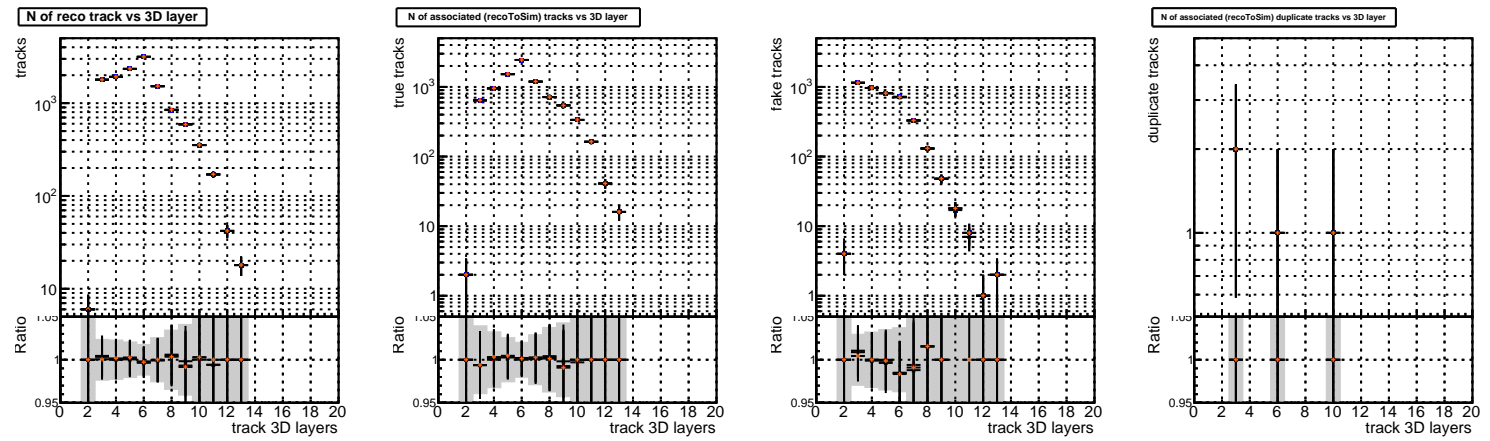 N of reco track vs 3D layer
tracks
10³
10²
10
Ratio
1.05
1
0.95
0 2 4 6 8 10 12 14 16 18 20
track 3D layers
N of associated (recoToSim) tracks vs 3D layer
true tracks
10³
10²
10
1
Ratio
1.05
1
0.95
0 2 4 6 8 10 12 14 16 18 20
track 3D layers
fake tracks
10³
10²
10
1
Ratio
1.05
1
0.95
0 2 4 6 8 10 12 14 16 18 20
track 3D layers
N of associated (recoToSim) duplicate tracks vs 3D layer
duplicate tracks
1
Ratio
1.05
1
0.95
0 2 4 6 8 10 12 14 16 18 20
track 3D layers